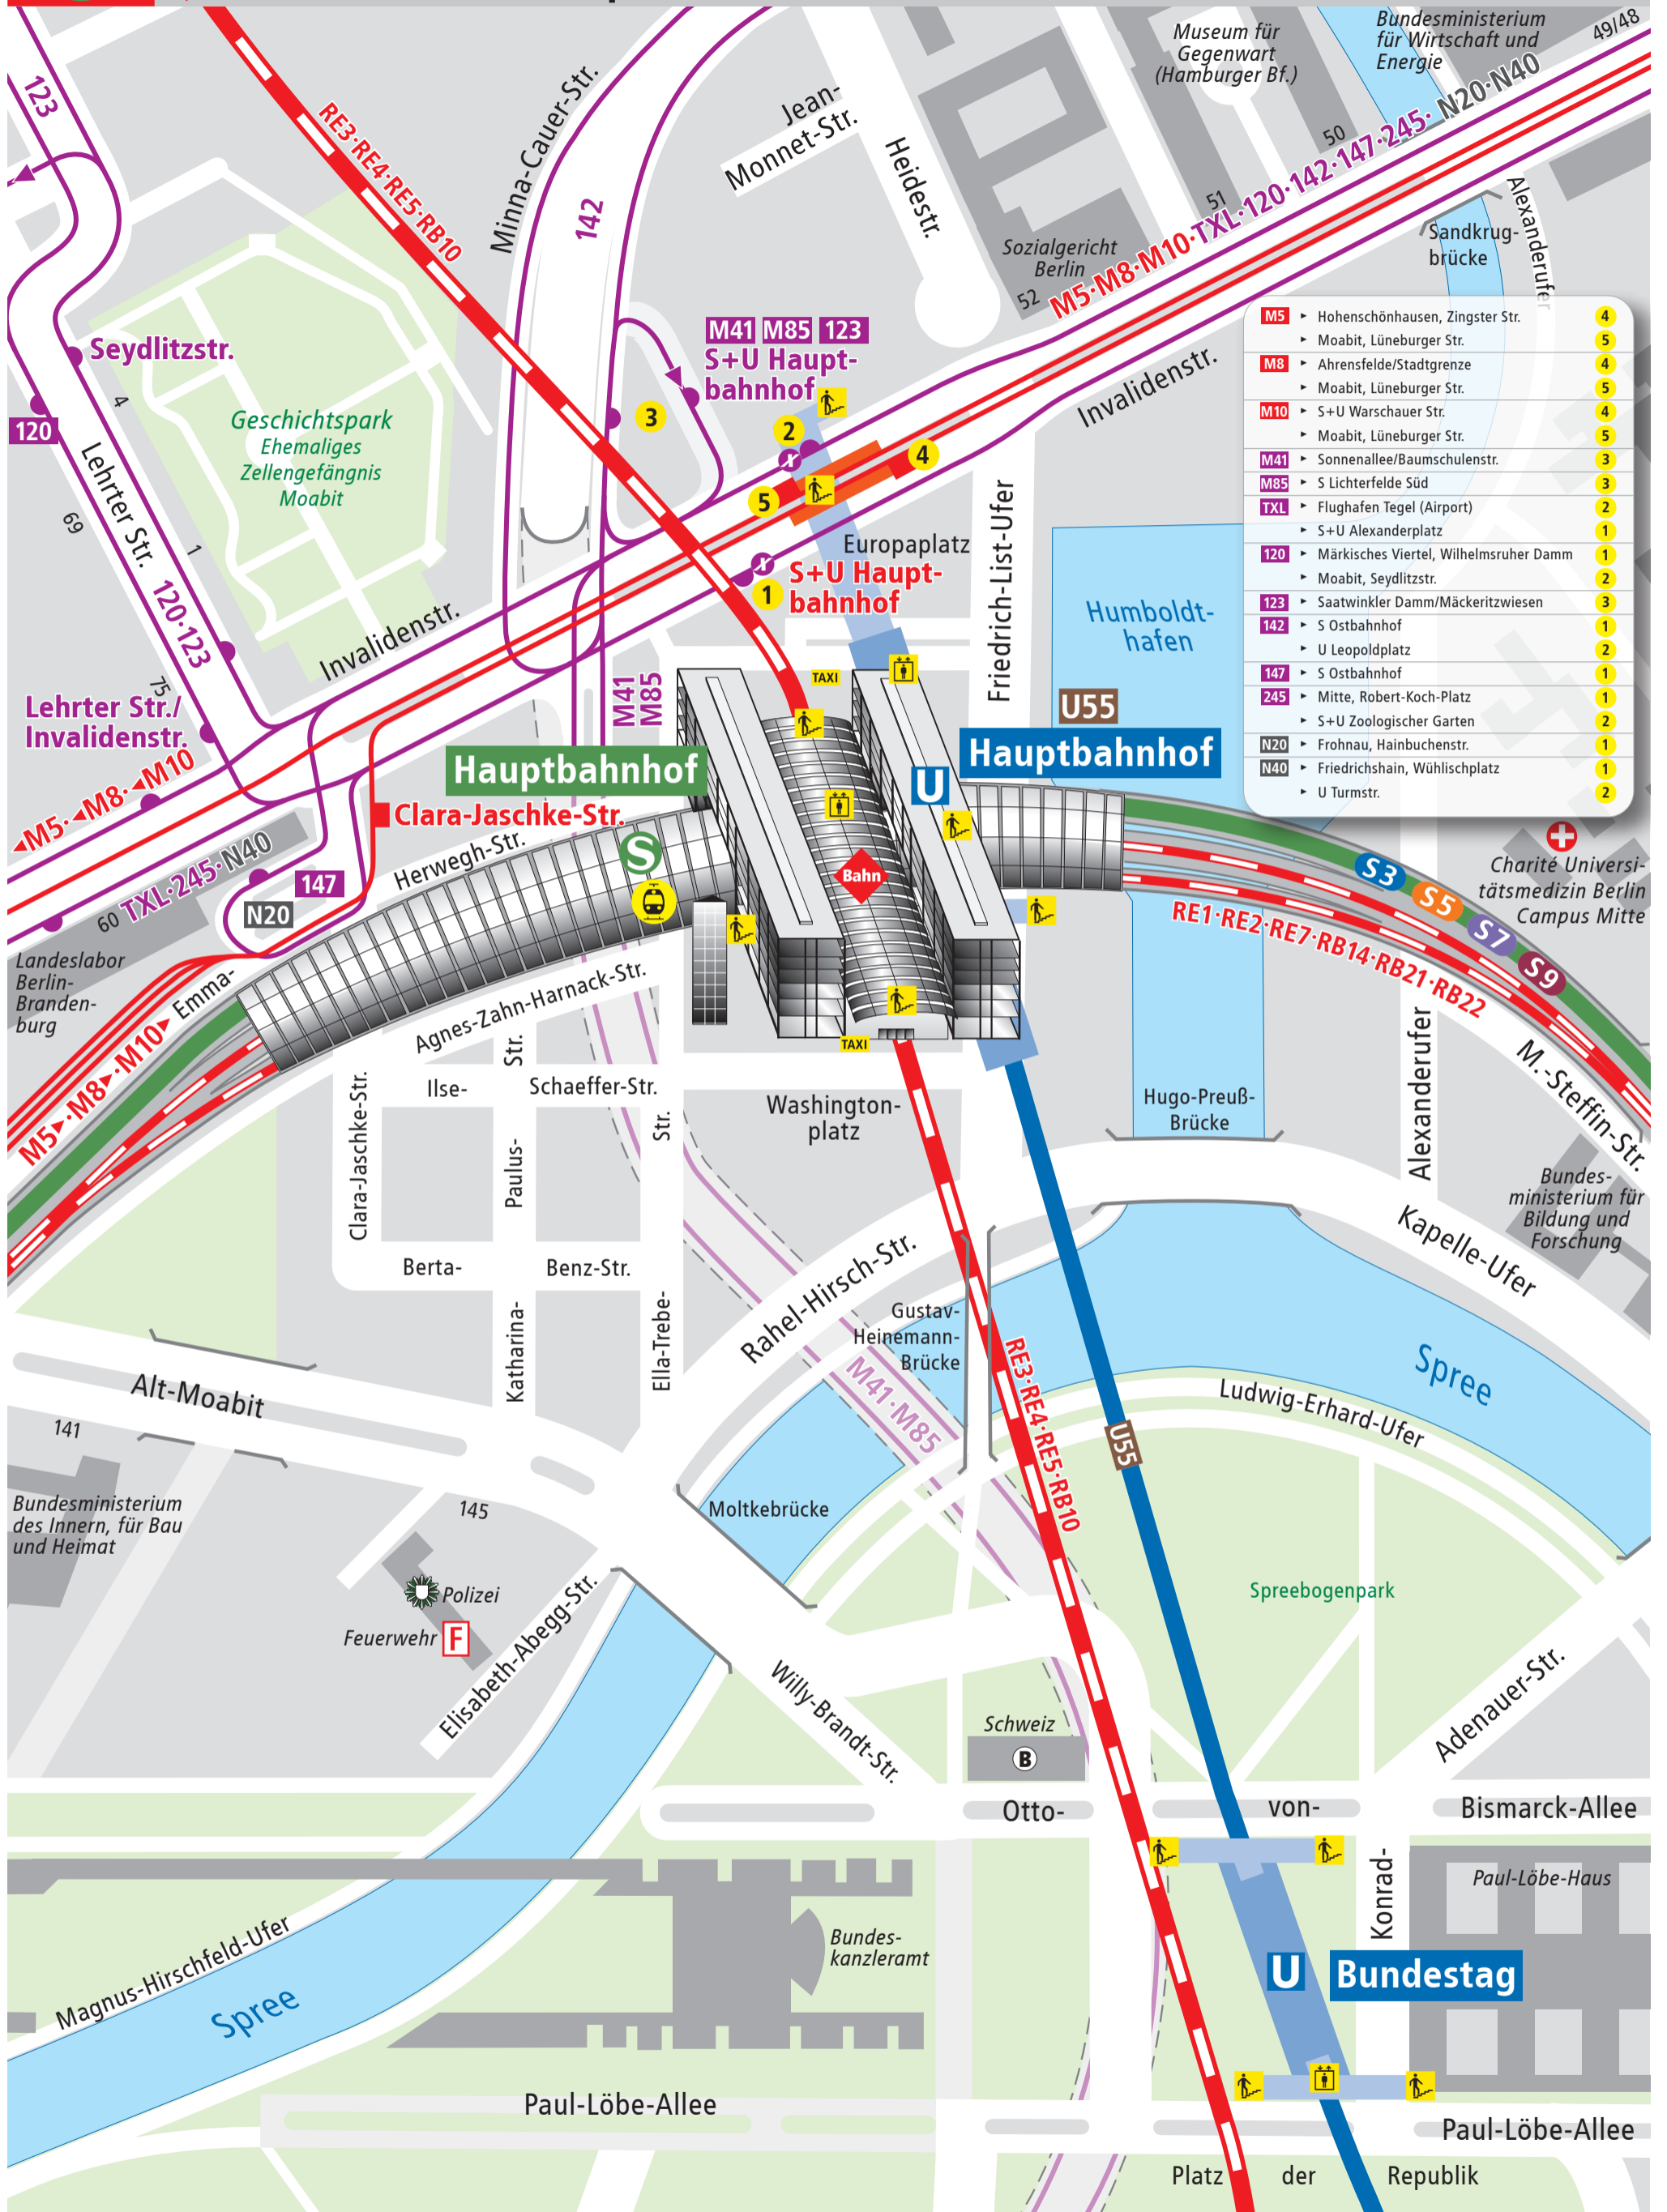 Museum für
Gegenwart
(Hamburger Bf.)
Bundesministerium
für Wirtschaft und
Energie
49/48
123
RE3·RE4·RE5·RB10
Minna-Cauer-Str.
142
Jean-
Monnet-Str.
Heidestr.
Sozialgericht
Berlin
52
51
50
M5·M8·M10·TXL·120·142·147·245· N20·N40
Sandkrug-
brücke
Alexanderufer
Seydlitzstr.
120
4
Lehrter Str.
69
1
120·123
75
Geschichtspark
Ehemaliges
Zellengefängnis
Moabit
M41 M85 123
S+U Haupt-
bahnhof
3
2
x
4
5
x
1
Invalidenstr.
Europaplatz
S+U Haupt-
bahnhof
Friedrich-List-Ufer
Humboldt-
hafen
M5 ▸ Hohenschönhausen, Zingster Str. 4
▸ Moabit, Lüneburger Str. 5
M8 ▸ Ahrensfelde/Stadtgrenze 4
▸ Moabit, Lüneburger Str. 5
M10 ▸ S+U Warschauer Str. 4
▸ Moabit, Lüneburger Str. 5
M41 ▸ Sonnenallee/Baumschulenstr. 3
M85 ▸ S Lichterfelde Süd 3
TXL ▸ Flughafen Tegel (Airport) 2
▸ S+U Alexanderplatz 1
120 ▸ Märkisches Viertel, Wilhelmsruher Damm 1
▸ Moabit, Seydlitzstr. 2
123 ▸ Saatwinkler Damm/Mäckeritzwiesen 3
142 ▸ S Ostbahnhof 1
▸ U Leopoldplatz 2
147 ▸ S Ostbahnhof 1
245 ▸ Mitte, Robert-Koch-Platz 1
▸ S+U Zoologischer Garten 2
N20 ▸ Frohnau, Hainbuchenstr. 1
N40 ▸ Friedrichshain, Wühlischplatz 1
▸ U Turmstr. 2
Invalidenstr.
Lehrter Str./
Invalidenstr.
◂M5·◂M8·◂M10
M41
M85
TAXI
U55
Hauptbahnhof
U
Hauptbahnhof
Clara-Jaschke-Str.
Herwegh-Str.
S
Bahn
60
TXL·245·N40
147
N20
Landeslabor
Berlin-
Branden-
burg
Emma-
M5▸·M8▸·M10▸
Agnes-Zahn-Harnack-Str.
S3
S5
S7
S9
RE1·RE2·RE7·RB14·RB21·RB22
Charité Universi-
tätsmedizin Berlin
Campus Mitte
TAXI
Clara-Jaschke-Str.
Ilse-
Schaeffer-Str.
Str.
Str.
Paulus-
Berta-
Benz-Str.
Katharina-
Ella-Trebe-
Washington-
platz
Hugo-Preuß-
Brücke
Alexanderufer
M.-Steffin-Str.
Bundes-
ministerium für
Bildung und
Forschung
Kapelle-Ufer
Rahel-Hirsch-Str.
Gustav-
Heinemann-
Brücke
M41·M85
RE3·RE4·RE5·RB10
U55
Spree
Ludwig-Erhard-Ufer
Alt-Moabit
141
145
Bundesministerium
des Innern, für Bau
und Heimat
Polizei
Feuerwehr F
Elisabeth-Abegg-Str.
Moltkebrücke
Spreebogenpark
Willy-Brandt-Str.
Adenauer-Str.
Schweiz
B
Otto-
von-
Bismarck-Allee
Konrad-
Paul-Löbe-Haus
U Bundestag
Bundes-
kanzleramt
Magnus-Hirschfeld-Ufer
Spree
Paul-Löbe-Allee
Paul-Löbe-Allee
Platz der Republik